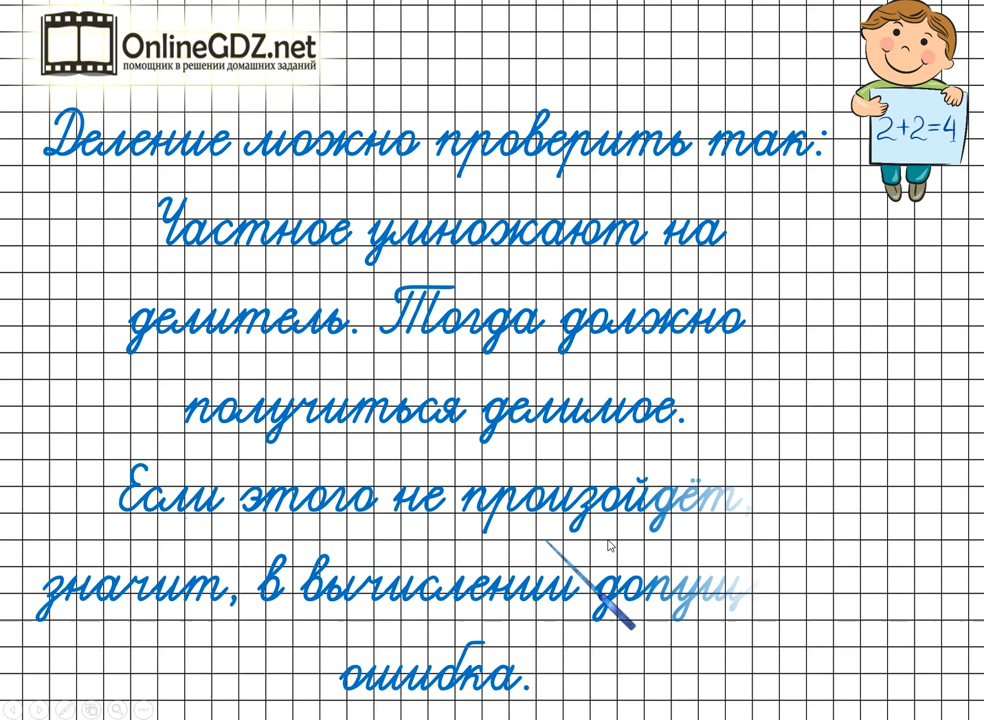 OnlineGDZ.net
помощник в решении домашних заданий
2+2=4
Деление можно проверить так:
Частное умножают на
делитель. Тогда должно
получиться делимое.
Если этого не произойдёт,
значит, в вычислении
ошибка.